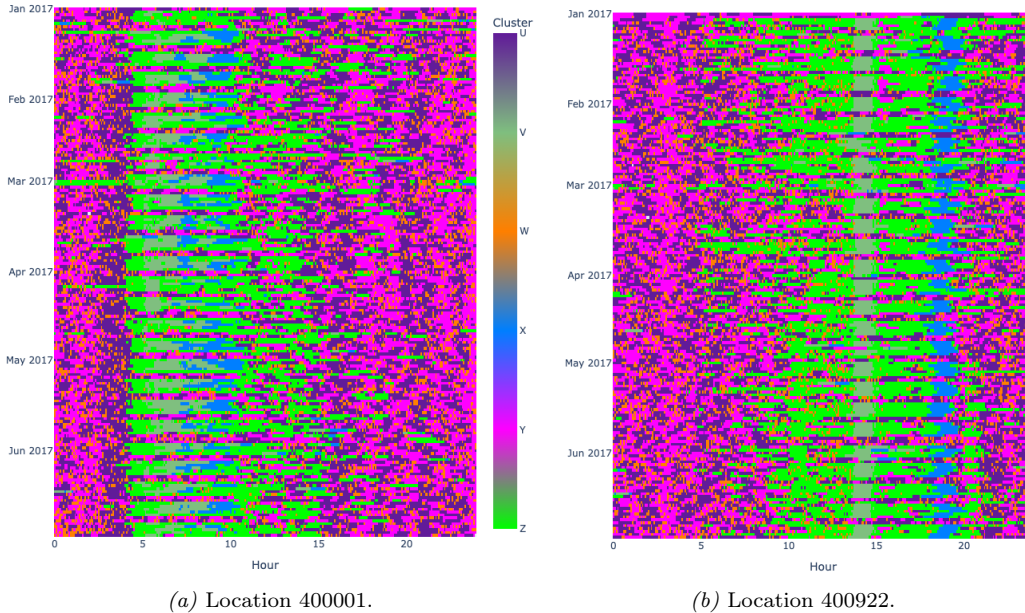 Jan 2017
Feb 2017
Mar 2017
Apr 2017
May 2017
Jun 2017
0
5
10
15
20
Hour
Cluster
U
V
W
X
Y
Z
(a) Location 400001.
Jan 2017
Feb 2017
Mar 2017
Apr 2017
May 2017
Jun 2017
0
5
10
15
20
Hour
(b) Location 400922.